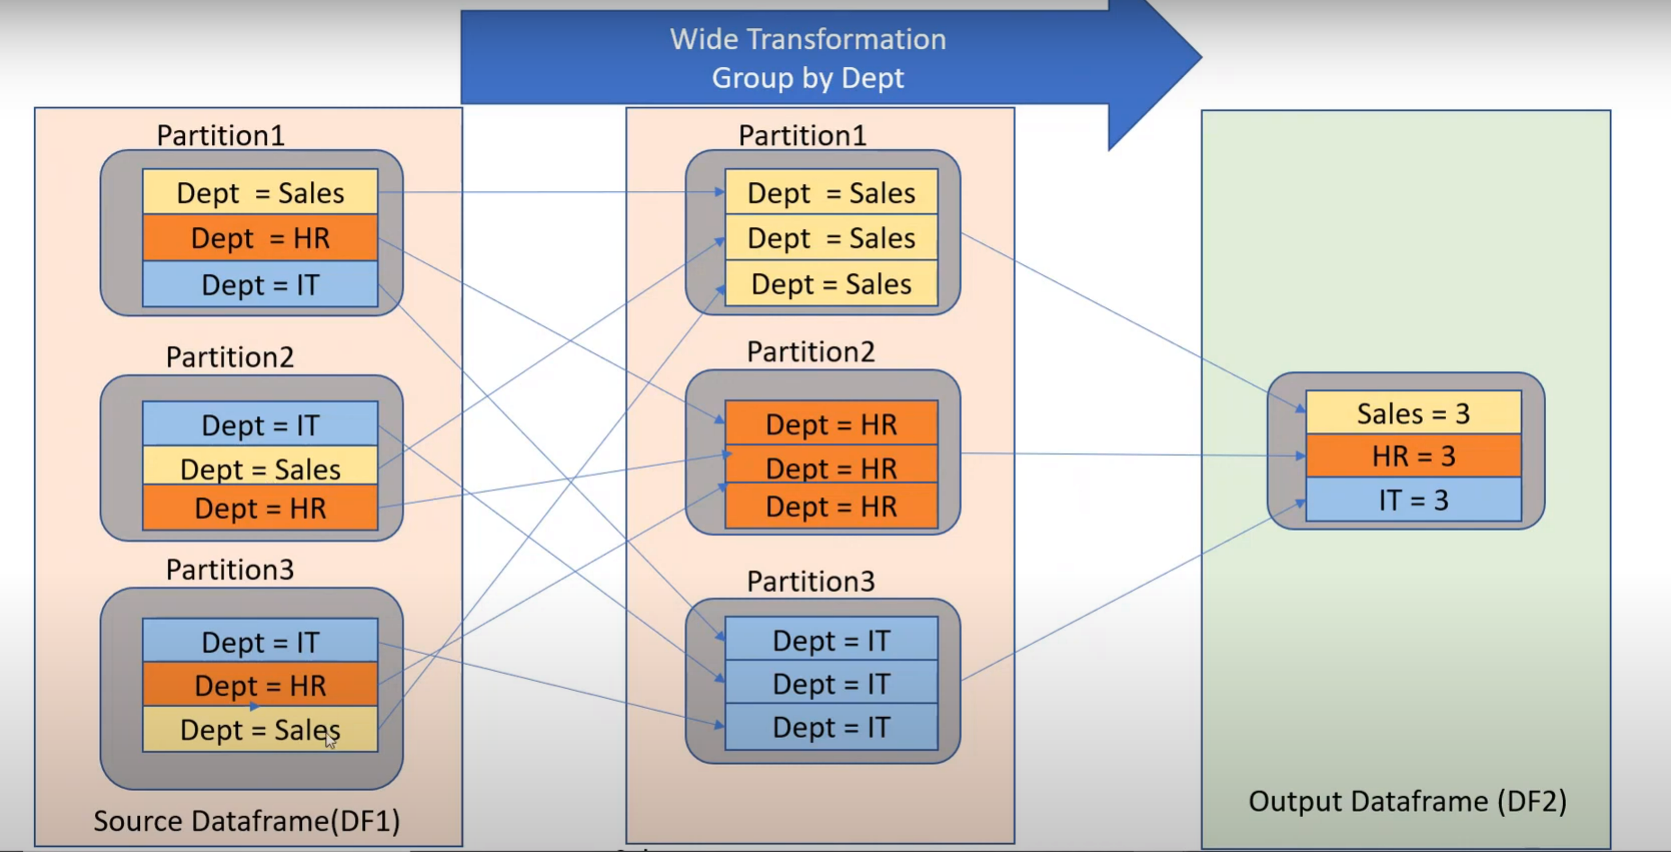 Wide Transformation
Group by Dept
Partition1
Dept = Sales
Dept = HR
Dept = IT
Partition2
Dept = IT
Dept = Sales
Dept = HR
Partition3
Dept = IT
Dept = HR
Dept = Sales
Source Dataframe(DF1)
Partition1
Dept = Sales
Dept = Sales
Dept = Sales
Partition2
Dept = HR
Dept = HR
Dept = HR
Partition3
Dept = IT
Dept = IT
Dept = IT
Sales = 3
HR = 3
IT = 3
Output Dataframe (DF2)